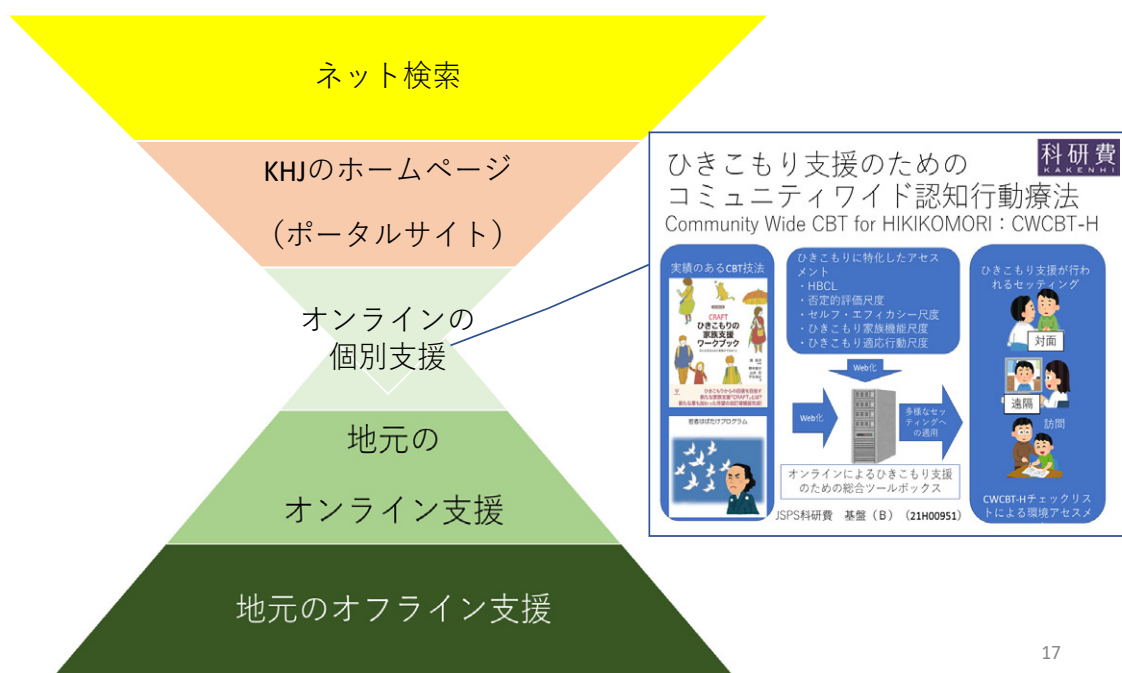 ネット検索
KHJのホームページ
（ポータルサイト）
オンラインの
個別支援
地元の
オンライン支援
地元のオフライン支援
科研費
KAKENHI
ひきこもり支援のための
コミュニティワイド認知行動療法
Community Wide CBT for HIKIKOMORI：CWCBT-H
実績のあるCBT技法
CRAFT
ひきこもりの
家族支援
ワークブック
ひきこもりからの回復を目指す
若者はばたけプログラム
ひきこもりに特化したアセス
メント
・HBCL
・否定的評価尺度
・セルフ・エフィカシー尺度
・ひきこもり家族機能尺度
・ひきこもり適応行動尺度
Web化
Web化
多様なセッ
ティングへ
の適用
オンラインによるひきこもり支援
のための総合ツールボックス
ひきこもり支援が行わ
れるセッティング
対面
遠隔
訪問
CWCBT-Hチェックリス
トによる環境アセスメ
JSPS科研費　基盤（B）（21H00951）
17